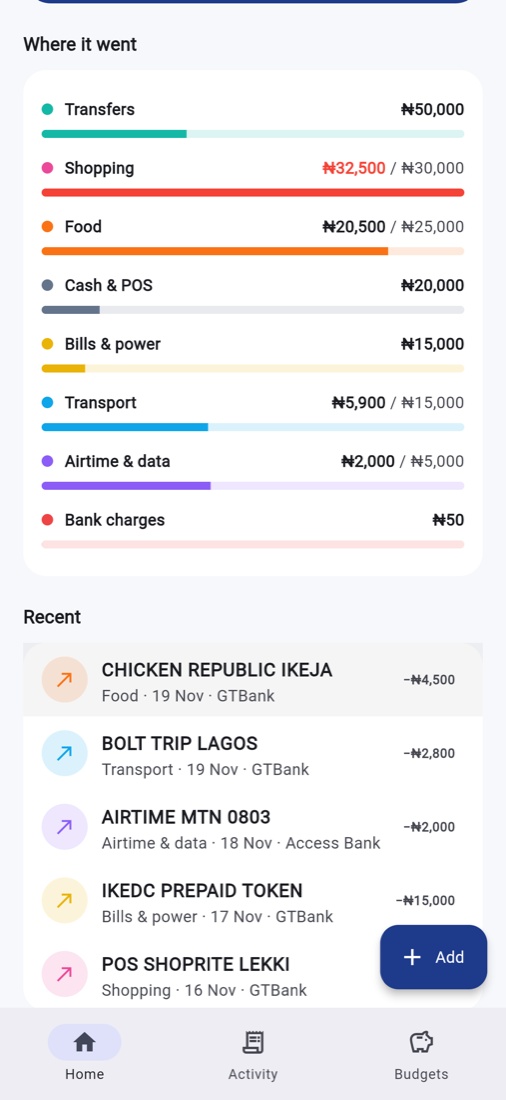 Where it went
Transfers ₦50,000
Shopping ₦32,500 / ₦30,000
Food ₦20,500 / ₦25,000
Cash & POS ₦20,000
Bills & power ₦15,000
Transport ₦5,900 / ₦15,000
Airtime & data ₦2,000 / ₦5,000
Bank charges ₦50
Recent
CHICKEN REPUBLIC IKEJA −₦4,500
Food · 19 Nov · GTBank
BOLT TRIP LAGOS −₦2,800
Transport · 19 Nov · GTBank
AIRTIME MTN 0803 −₦2,000
Airtime & data · 18 Nov · Access Bank
IKEDC PREPAID TOKEN −₦15,000
Bills & power · 17 Nov · GTBank
POS SHOPRITE LEKKI
Shopping · 16 Nov · GTBank
Add
Home Activity Budgets